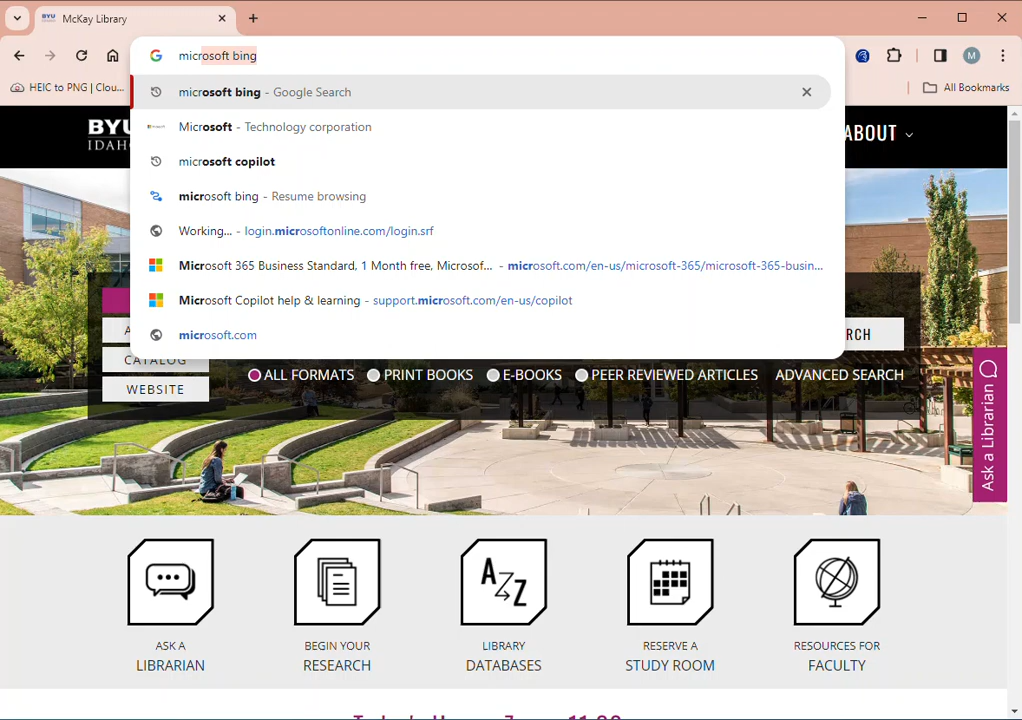 BYU McKay Library
microsoft bing
HEIC to PNG | Clou...
All Bookmarks
M
microsoft bing - Google Search
Microsoft - Technology corporation
microsoft copilot
microsoft bing - Resume browsing
Working... - login.microsoftonline.com/login.srf
Microsoft 365 Business Standard, 1 Month free, Microsof... - microsoft.com/en-us/microsoft-365/microsoft-365-busin...
Microsoft Copilot help & learning - support.microsoft.com/en-us/copilot
microsoft.com
BYU
IDAH
ABOUT
A
RCH
CATALOG
WEBSITE
ALL FORMATS PRINT BOOKS E-BOOKS PEER REVIEWED ARTICLES ADVANCED SEARCH
Ask a Librarian
A Z
ASK A
LIBRARIAN
BEGIN YOUR
RESEARCH
LIBRARY
DATABASES
RESERVE A
STUDY ROOM
RESOURCES FOR
FACULTY